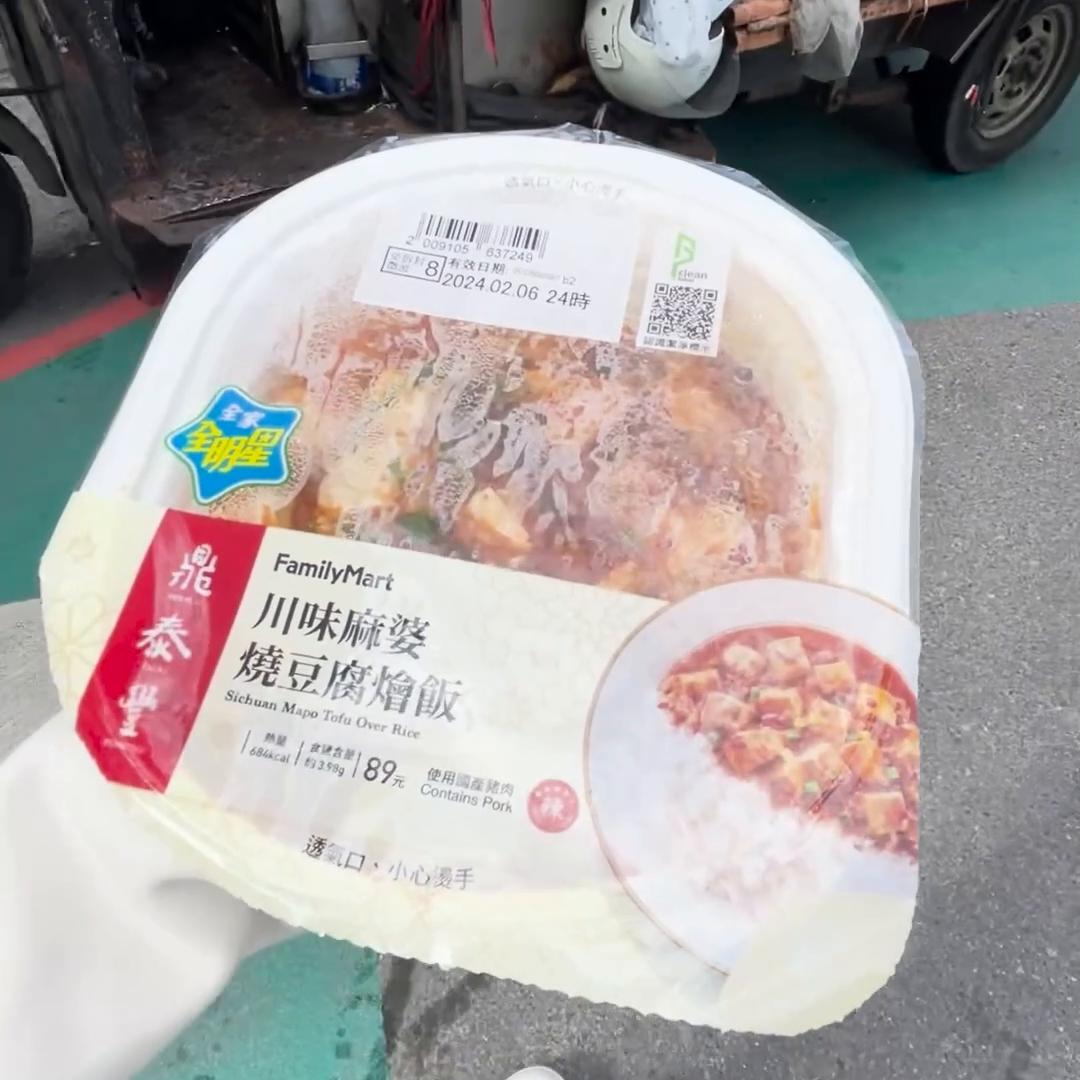 透氣口、小心燙手
2 009105 637249
8
有效日期
b2
2024.02.06 24時
clean
全家
全明星
鼎泰豐
FamilyMart
川味麻婆
燒豆腐燴飯
Sichuan Mapo Tofu Over Rice
熱量
684kcal
食鹽含量
約3.98g
89元
使用國產豬肉
Contains Pork
辣
透氣口、小心燙手